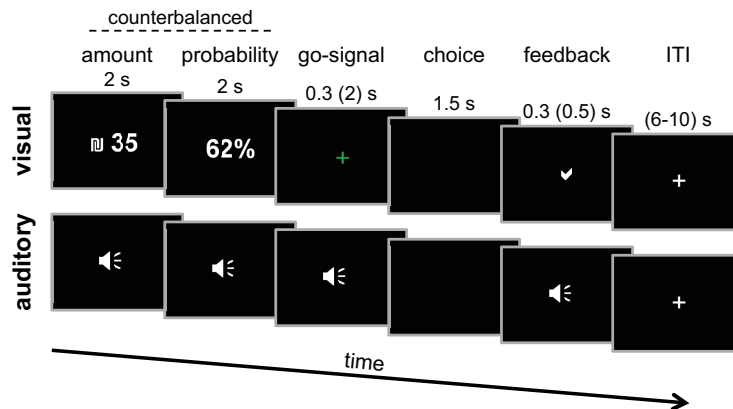 counterbalanced
amount probability go-signal choice feedback ITI
2 s 2 s 0.3 (2) s 1.5 s 0.3 (0.5) s (6-10) s
visual
₪ 35 62% + +
auditory
+
time